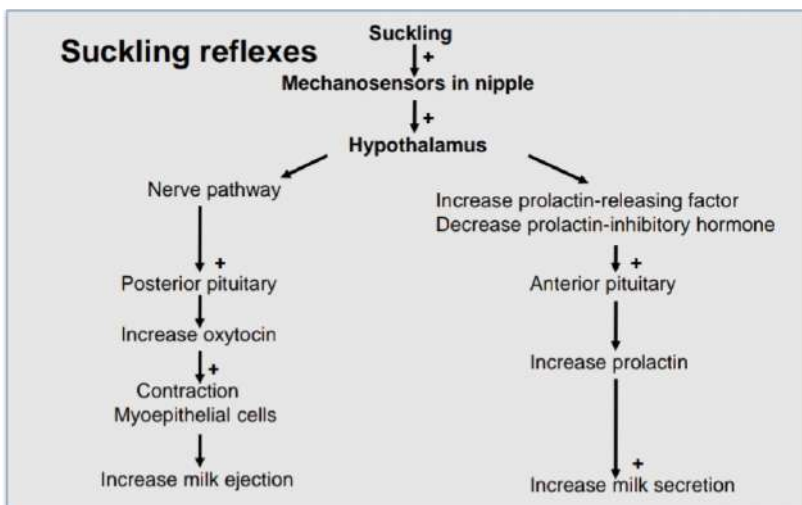 Suckling reflexes
Suckling
+
Mechanosensors in nipple
+
Hypothalamus
Nerve pathway
+
Posterior pituitary
Increase oxytocin
+
Contraction
Myoepithelial cells
Increase milk ejection
Increase prolactin-releasing factor
Decrease prolactin-inhibitory hormone
+
Anterior pituitary
Increase prolactin
+
Increase milk secretion